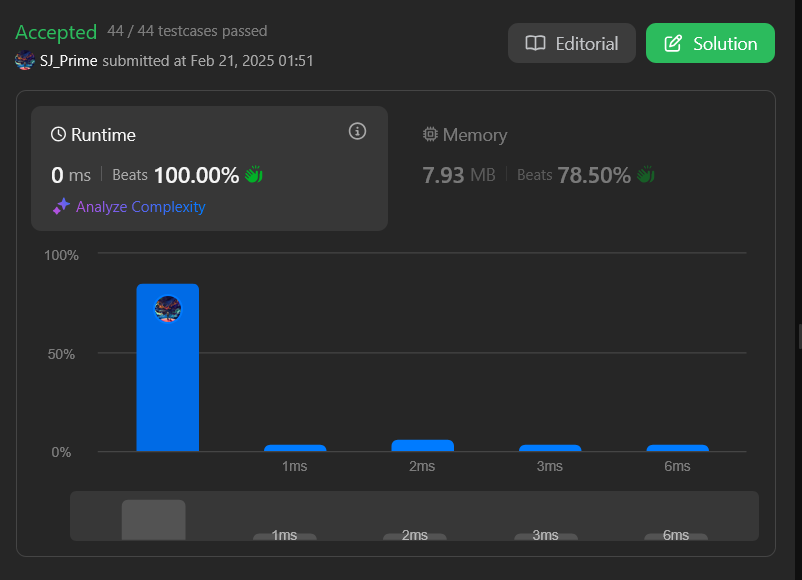 Accepted 44 / 44 testcases passed
SJ_Prime submitted at Feb 21, 2025 01:51
Editorial
Solution
Runtime
0 ms | Beats 100.00%
Analyze Complexity
Memory
7.93 MB | Beats 78.50%
100%
50%
0%
1ms 2ms 3ms 6ms
1ms 2ms 3ms 6ms